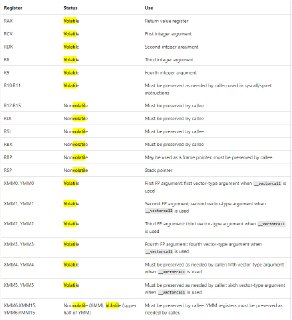 Register Status Use
RAX Volatile Return value register
RCX Volatile First integer argument
RDX Volatile Second integer argument
R8 Volatile Third integer argument
R9 Volatile Fourth integer argument
R10:R11 Volatile Must be preserved as needed by caller; used in syscall/sysret
instructions
R12:R15 Nonvolatile Must be preserved by callee
RDI Nonvolatile Must be preserved by callee
RSI Nonvolatile Must be preserved by callee
RBX Nonvolatile Must be preserved by callee
RBP Nonvolatile May be used as a frame pointer; must be preserved by callee
RSP Nonvolatile Stack pointer
XMM0, YMM0 Volatile First FP argument; first vector-type argument when __vectorcall is
used
XMM1, YMM1 Volatile Second FP argument; second vector-type argument when
__vectorcall is used
XMM2, YMM2 Volatile Third FP argument; third vector-type argument when __vectorcall
is used
XMM3, YMM3 Volatile Fourth FP argument; fourth vector-type argument when
__vectorcall is used
XMM4, YMM4 Volatile Must be preserved as needed by caller; fifth vector-type argument
when __vectorcall is used
XMM5, YMM5 Volatile Must be preserved as needed by caller; sixth vector-type argument
when __vectorcall is used
XMM6:XMM15, Nonvolatile (XMM), Volatile (upper Must be preserved by callee. YMM registers must be preserved as
YMM6:YMM15 half of YMM) needed by caller.